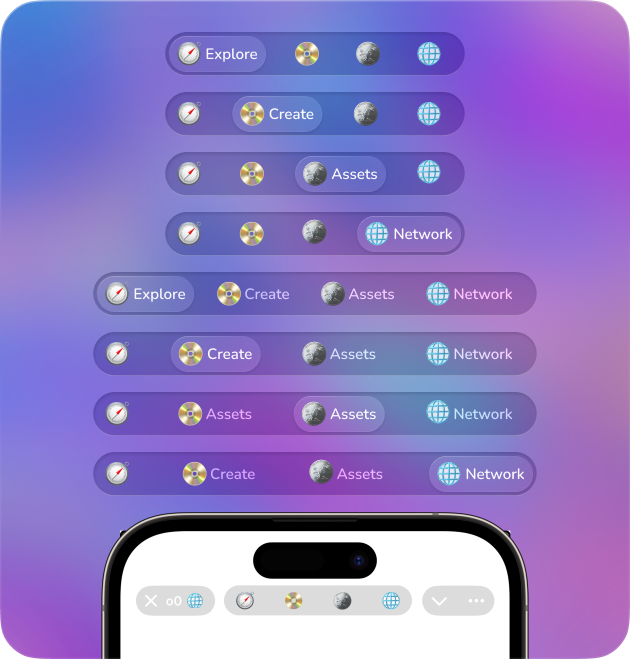 Explore
Create
Assets
Network
Explore Create Assets Network
Create Assets Network
Assets Assets Network
Create Assets Network
o0